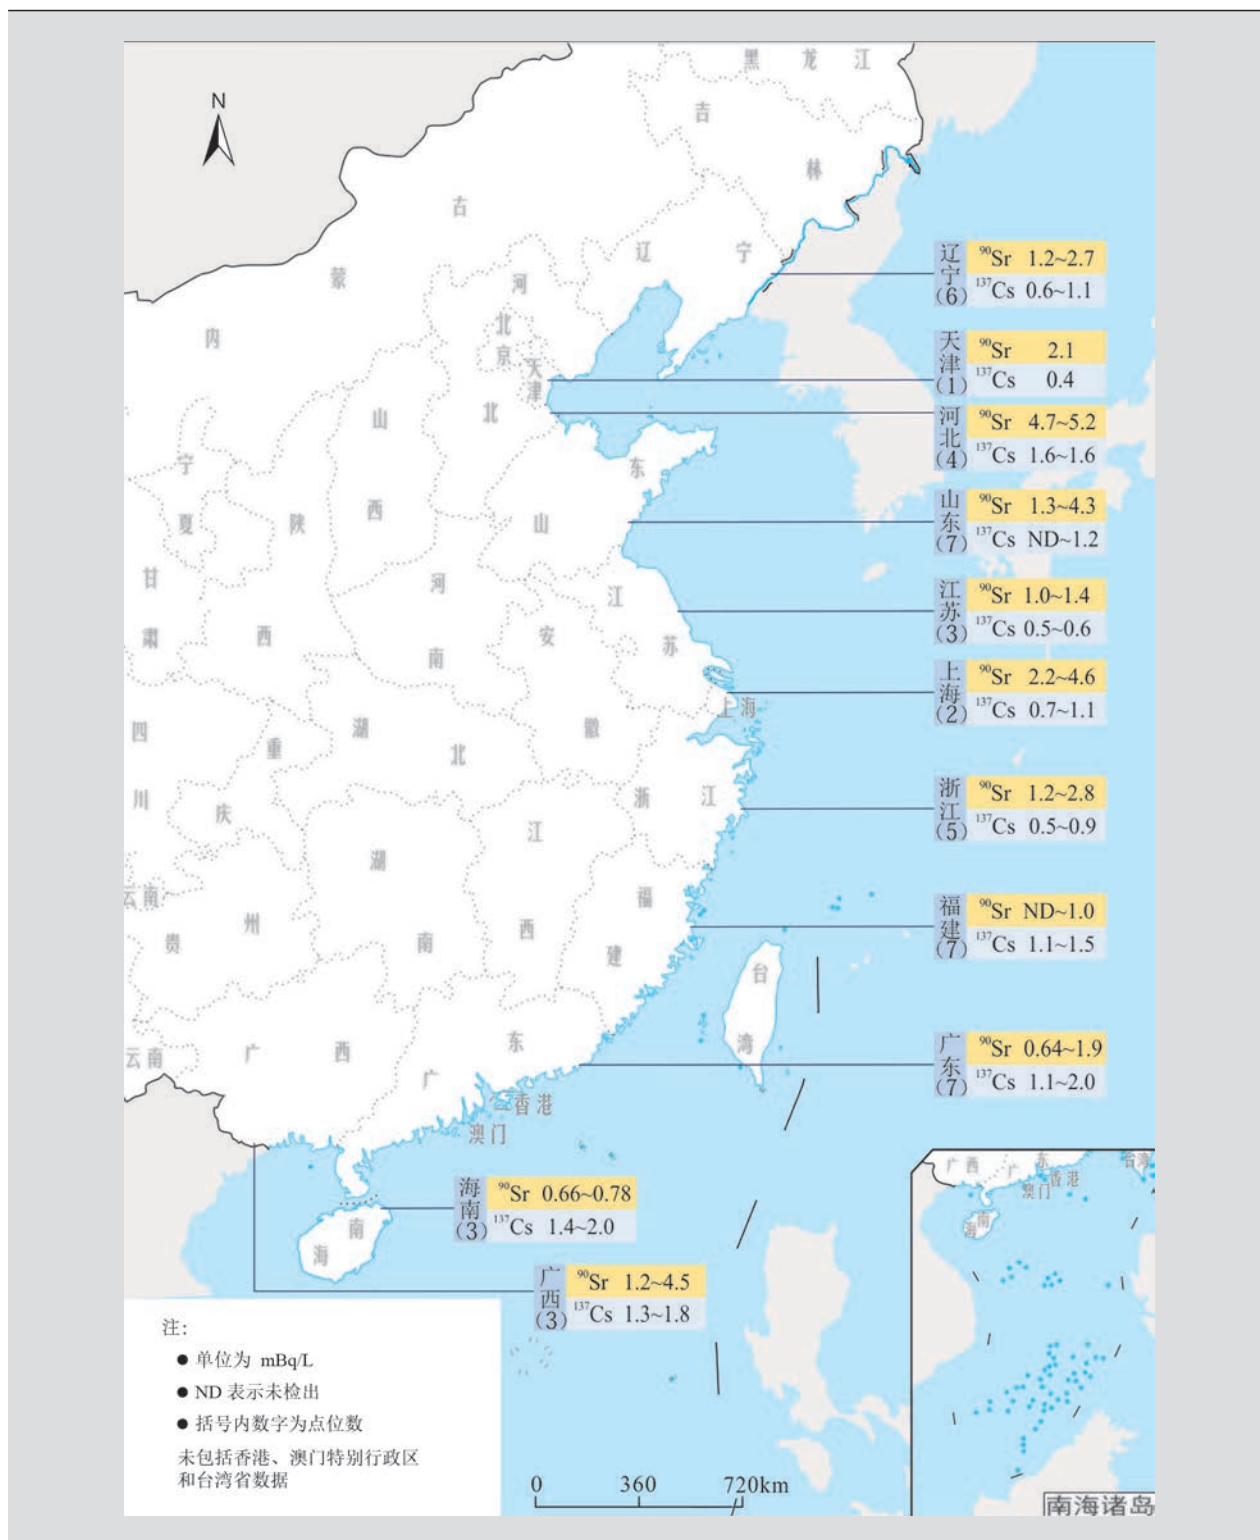 N
黑 龙 江
吉
林
古
辽 宁
蒙
河
内
北
京
天
津
山
北
宁
东
夏
陕
西
山
甘
河
江
肃
西
安
苏
南
四
湖
上海
重
北
徽
川
庆
浙 江
江
湖
云南
福
州
贵
南
西
建
台
云南
广 西
东
湾
广
香港
澳门
南
海
辽宁(6) ⁹⁰Sr 1.2~2.7
¹³⁷Cs 0.6~1.1
天津(1) ⁹⁰Sr 2.1
¹³⁷Cs 0.4
河北(4) ⁹⁰Sr 4.7~5.2
¹³⁷Cs 1.6~1.6
山东(7) ⁹⁰Sr 1.3~4.3
¹³⁷Cs ND~1.2
江苏(3) ⁹⁰Sr 1.0~1.4
¹³⁷Cs 0.5~0.6
上海(2) ⁹⁰Sr 2.2~4.6
¹³⁷Cs 0.7~1.1
浙江(5) ⁹⁰Sr 1.2~2.8
¹³⁷Cs 0.5~0.9
福建(7) ⁹⁰Sr ND~1.0
¹³⁷Cs 1.1~1.5
广东(7) ⁹⁰Sr 0.64~1.9
¹³⁷Cs 1.1~2.0
海南(3) ⁹⁰Sr 0.66~0.78
¹³⁷Cs 1.4~2.0
广西(3) ⁹⁰Sr 1.2~4.5
¹³⁷Cs 1.3~1.8
注：
● 单位为 mBq/L
● ND 表示未检出
● 括号内数字为点位数
未包括香港、澳门特别行政区
和台湾省数据
0 360 720km
广西
广东
台湾
香港
澳门
海南
南海诸岛